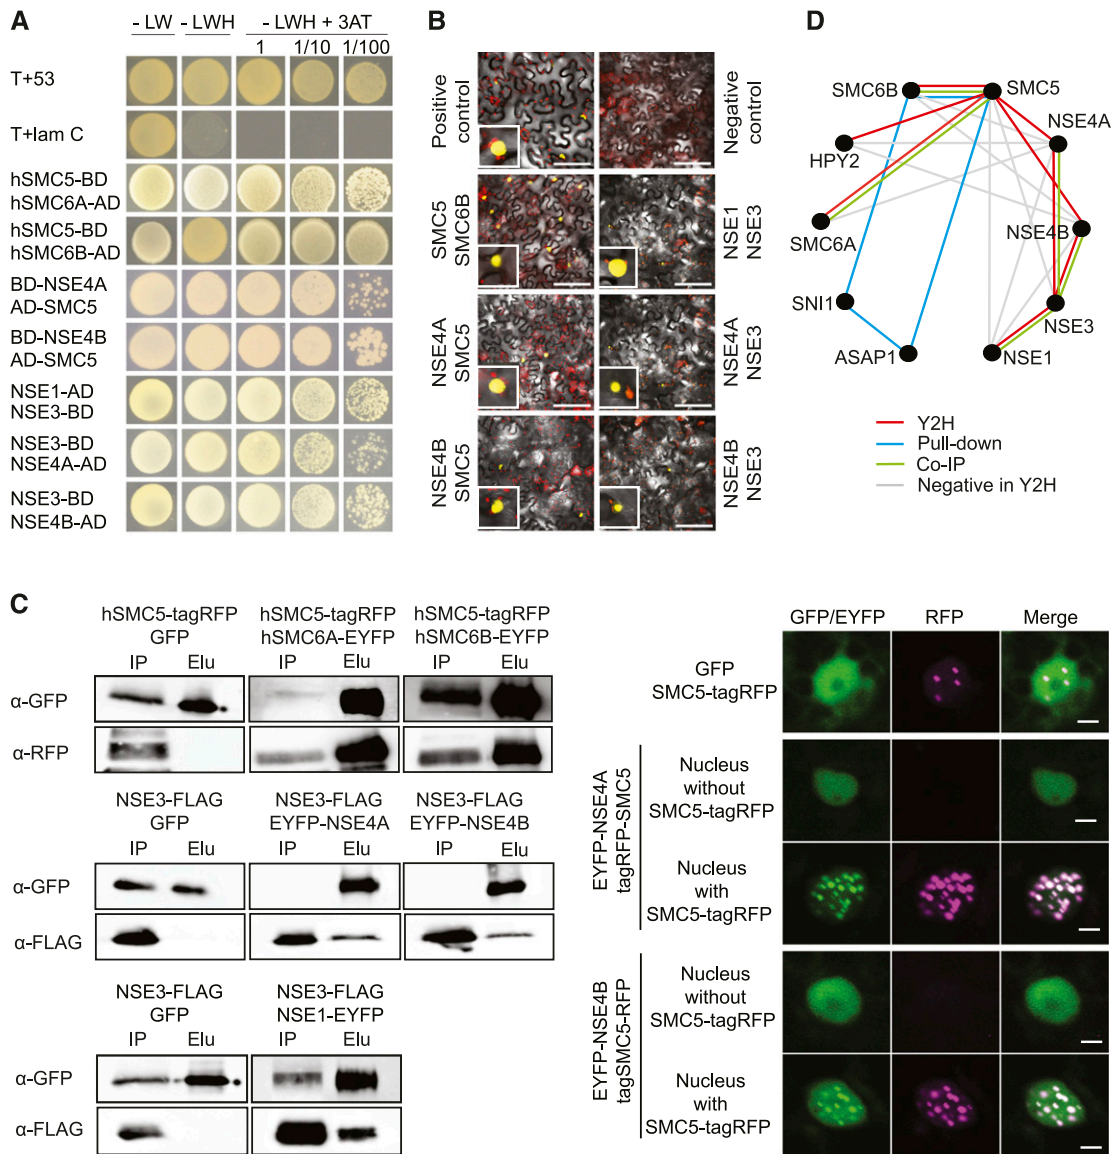 A
- LW
- LWH
- LWH + 3AT
1
1/10
1/100
T+53
T+lam C
hSMC5-BD
hSMC6A-AD
hSMC5-BD
hSMC6B-AD
BD-NSE4A
AD-SMC5
BD-NSE4B
AD-SMC5
NSE1-AD
NSE3-BD
NSE3-BD
NSE4A-AD
NSE3-BD
NSE4B-AD
B
Positive
control
Negative
control
SMC5
SMC6B
NSE1
NSE3
NSE4A
SMC5
NSE4A
NSE3
NSE4B
SMC5
NSE4B
NSE3
D
SMC6B
SMC5
NSE4A
HPY2
NSE4B
SMC6A
SNI1
NSE3
ASAP1
NSE1
Y2H
Pull-down
Co-IP
Negative in Y2H
C
hSMC5-tagRFP
GFP
hSMC5-tagRFP
hSMC6A-EYFP
hSMC5-tagRFP
hSMC6B-EYFP
IP Elu
IP Elu
IP Elu
α-GFP
α-RFP
NSE3-FLAG
GFP
NSE3-FLAG
EYFP-NSE4A
NSE3-FLAG
EYFP-NSE4B
IP Elu
IP Elu
IP Elu
α-GFP
α-FLAG
NSE3-FLAG
GFP
NSE3-FLAG
NSE1-EYFP
IP Elu
IP Elu
α-GFP
α-FLAG
GFP/EYFP
RFP
Merge
GFP
SMC5-tagRFP
EYFP-NSE4A
tagRFP-SMC5
Nucleus
without
SMC5-tagRFP
Nucleus
with
SMC5-tagRFP
EYFP-NSE4B
tagSMC5-RFP
Nucleus
without
SMC5-tagRFP
Nucleus
with
SMC5-tagRFP